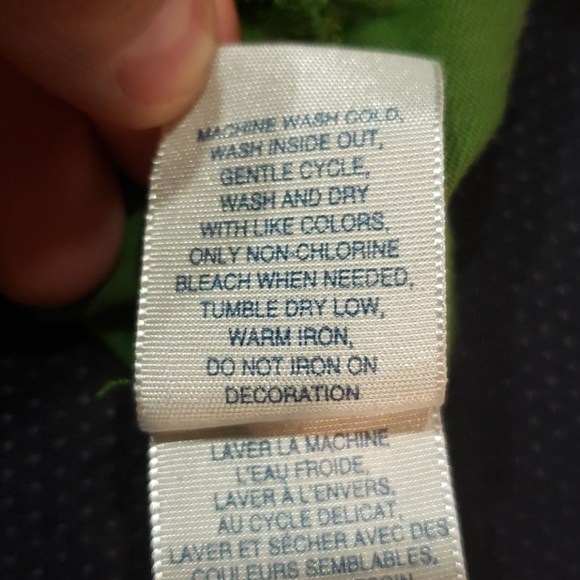 MACHINE WASH COLD,
WASH INSIDE OUT,
GENTLE CYCLE,
WASH AND DRY
WITH LIKE COLORS,
ONLY NON-CHLORINE
BLEACH WHEN NEEDED,
TUMBLE DRY LOW,
WARM IRON,
DO NOT IRON ON
DECORATION
LAVER LA MACHINE
L'EAU FROIDE,
LAVER À L'ENVERS,
AU CYCLE DELICAT,
LAVER ET SÉCHER AVEC DES
COULEURS SEMBLABLES,